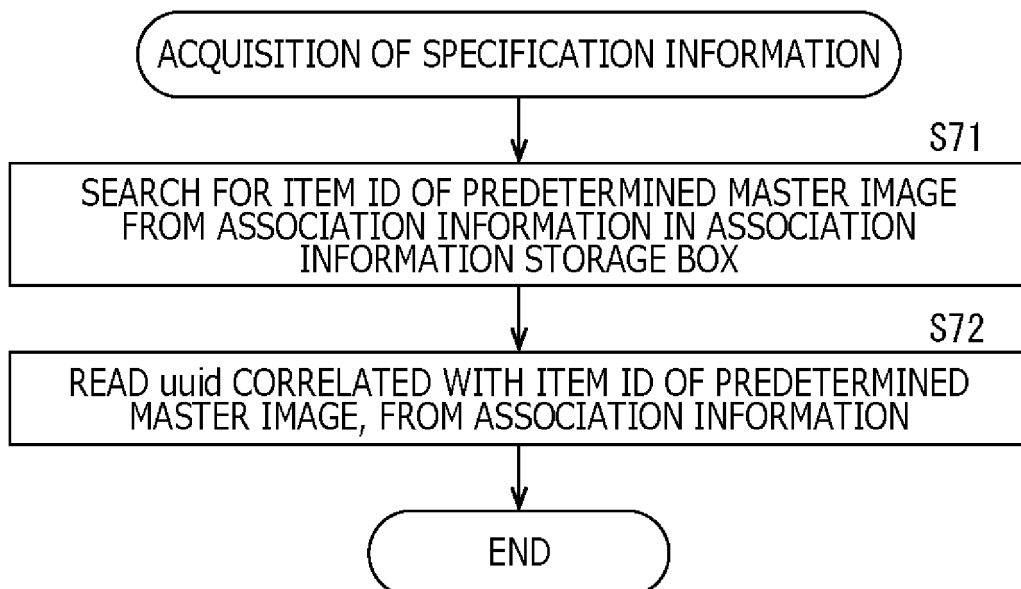 ACQUISITION OF SPECIFICATION INFORMATION
S71
SEARCH FOR ITEM ID OF PREDETERMINED MASTER IMAGE
FROM ASSOCIATION INFORMATION IN ASSOCIATION
INFORMATION STORAGE BOX
S72
READ uuid CORRELATED WITH ITEM ID OF PREDETERMINED
MASTER IMAGE, FROM ASSOCIATION INFORMATION
END